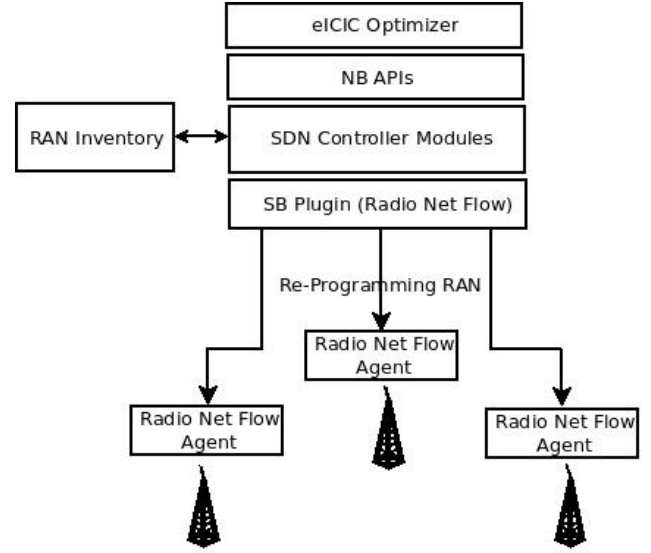 eICIC Optimizer
NB APIs
RAN Inventory
SDN Controller Modules
SB Plugin (Radio Net Flow)
Re-Programming RAN
Radio Net Flow
Agent
Radio Net Flow
Agent
Radio Net Flow
Agent